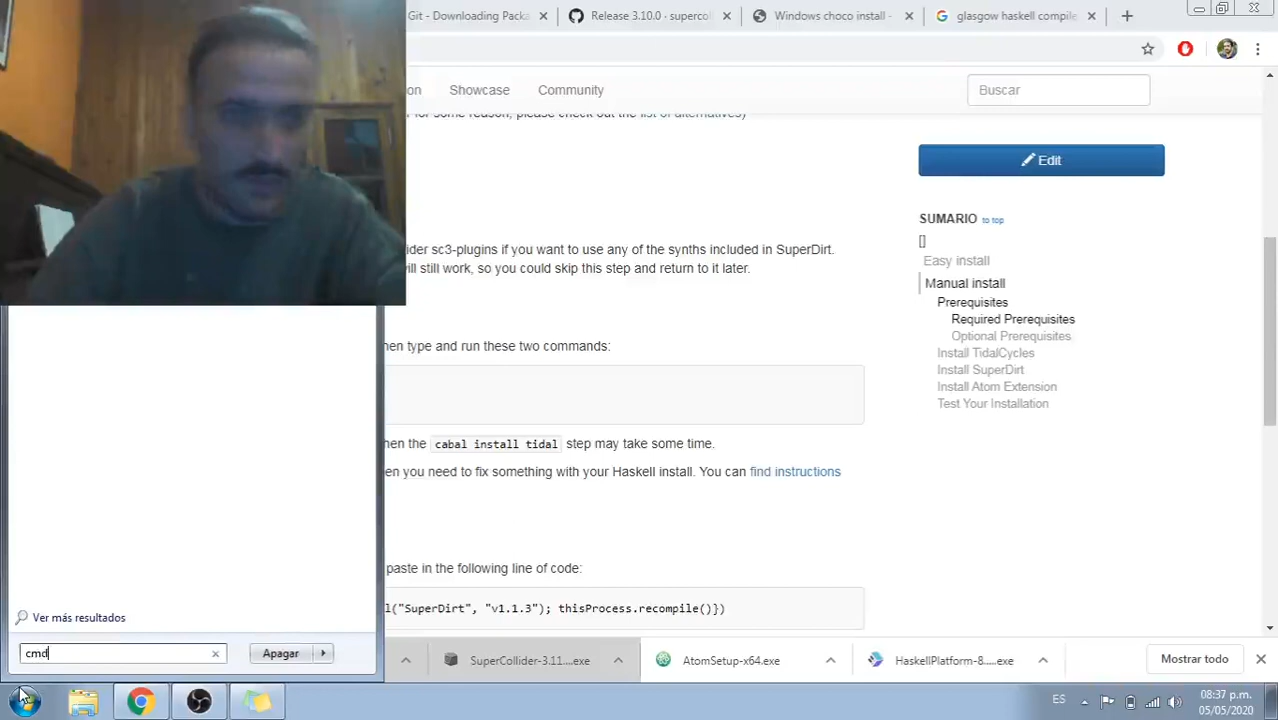 Git - Downloading Packa
Release 3.10.0 - supercol
Windows choco install -
glasgow haskell compile
on
Showcase
Community
Buscar
for some reason, please check out the list of alternatives)
Edit
SUMARIO to top
[]
Easy install
Manual install
Prerequisites
Required Prerequisites
Optional Prerequisites
Install TidalCycles
Install SuperDirt
Install Atom Extension
Test Your Installation
ider sc3-plugins if you want to use any of the synths included in SuperDirt.
ill still work, so you could skip this step and return to it later.
hen type and run these two commands:
hen the cabal install tidal step may take some time.
en you need to fix something with your Haskell install. You can find instructions
paste in the following line of code:
l("SuperDirt", "v1.1.3"); thisProcess.recompile()})
Ver más resultados
cmd
Apagar
SuperCollider-3.11....exe
AtomSetup-x64.exe
HaskellPlatform-8.....exe
Mostrar todo
ES
08:37 p.m.
05/05/2020